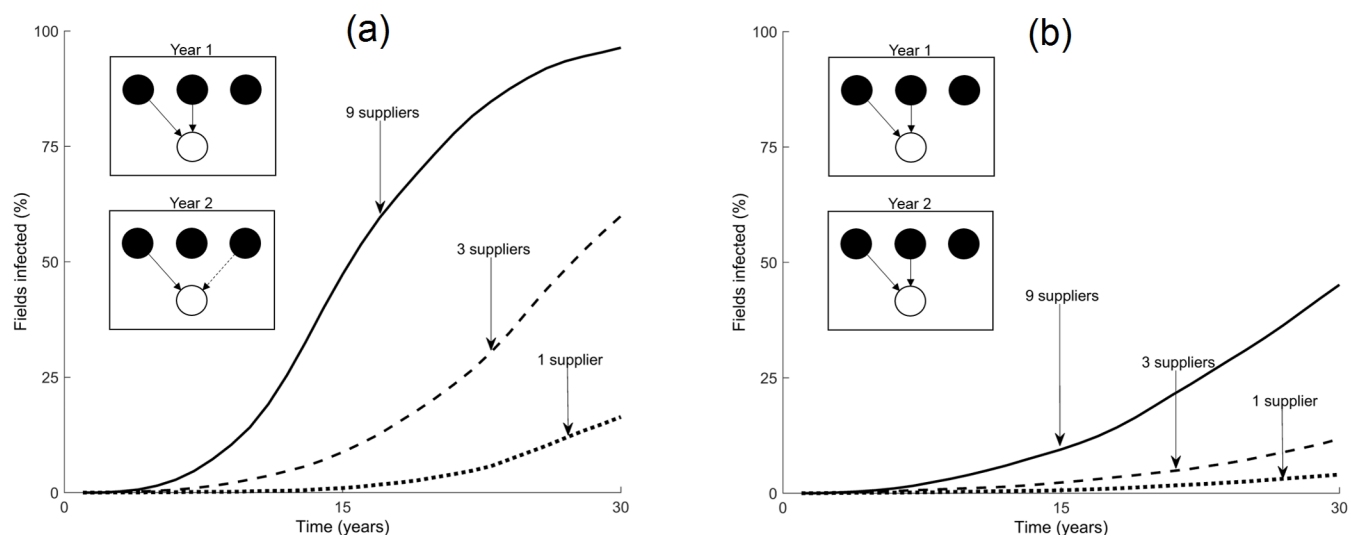 (a)
100
75
50
25
0
0
15
30
Fields infected (%)
Time (years)
Year 1
Year 2
9 suppliers
3 suppliers
1 supplier
(b)
100
75
50
25
0
0
15
30
Fields infected (%)
Time (years)
Year 1
Year 2
9 suppliers
3 suppliers
1 supplier